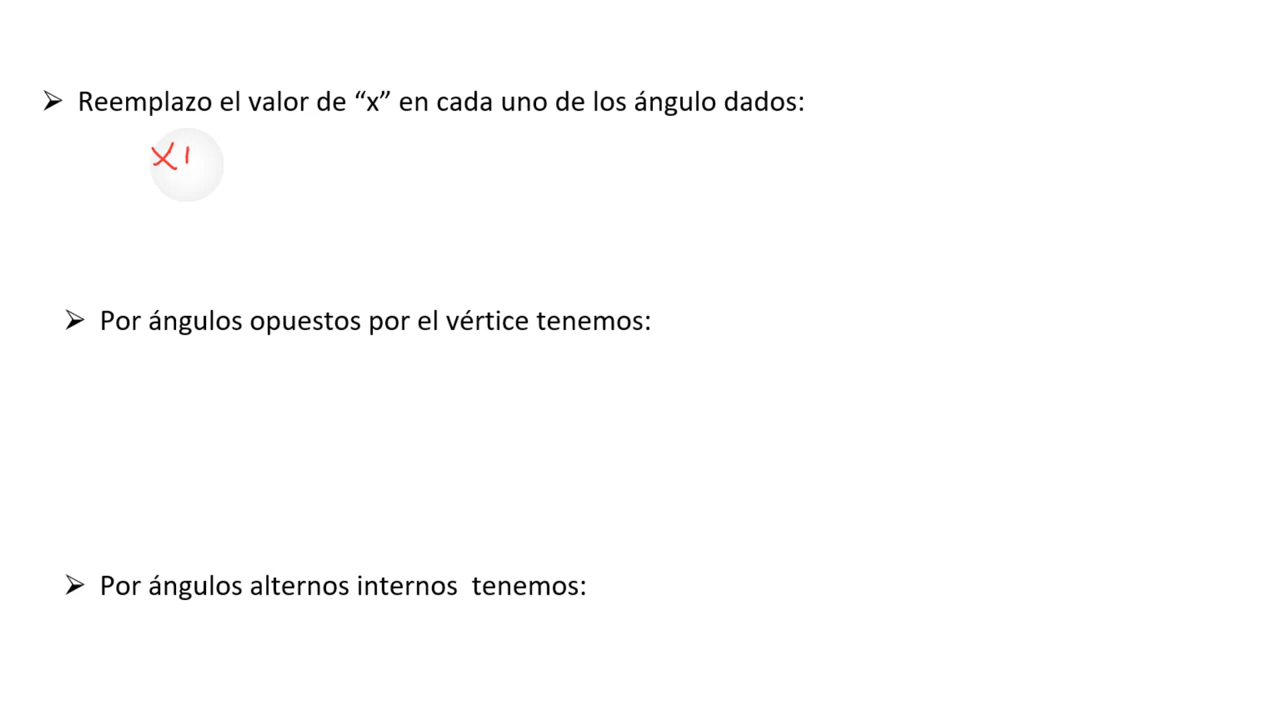 ➢ Reemplazo el valor de “x” en cada uno de los ángulo dados:
x
➢ Por ángulos opuestos por el vértice tenemos:
➢ Por ángulos alternos internos tenemos: